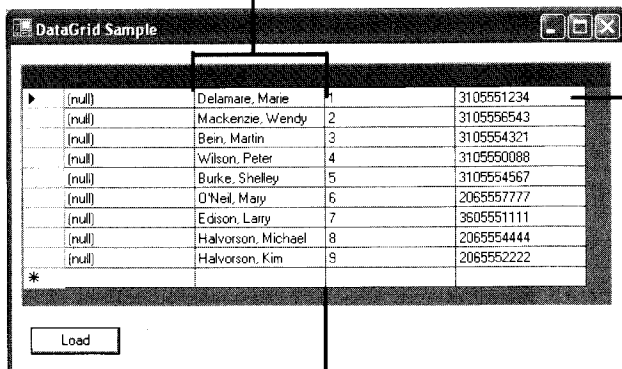 DataGrid Sample
(null) Delamare, Marie 1 3105551234
(null) Mackenzie, Wendy 2 3105556543
(null) Bein, Martin 3 3105554321
(null) Wilson, Peter 4 3105550088
(null) Burke, Shelley 5 3105554567
(null) O'Neil, Mary 6 2065557777
(null) Edison, Larry 7 3605551111
(null) Halvorson, Michael 8 2065554444
(null) Halvorson, Kim 9 2065552222
*
Load